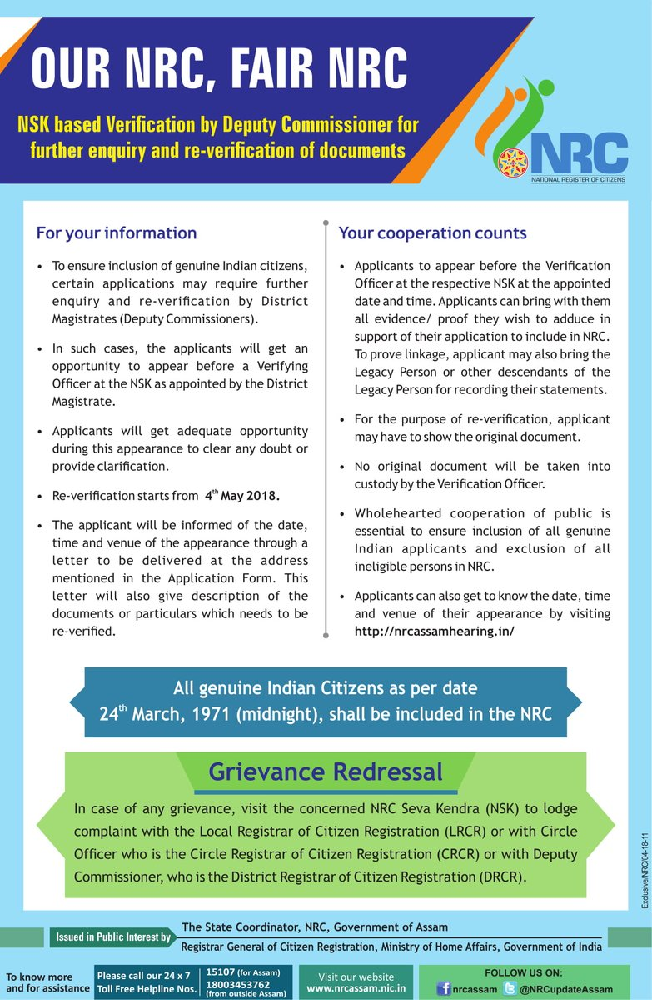 OUR NRC, FAIR NRC
NSK based Verification by Deputy Commissioner for
further enquiry and re-verification of documents
NRC
NATIONAL REGISTER OF CITIZENS
For your information
• To ensure inclusion of genuine Indian citizens,
certain applications may require further
enquiry and re-verification by District
Magistrates (Deputy Commissioners).
• In such cases, the applicants will get an
opportunity to appear before a Verifying
Officer at the NSK as appointed by the District
Magistrate.
• Applicants will get adequate opportunity
during this appearance to clear any doubt or
provide clarification.
• Re-verification starts from 4th May 2018.
• The applicant will be informed of the date,
time and venue of the appearance through a
letter to be delivered at the address
mentioned in the Application Form. This
letter will also give description of the
documents or particulars which needs to be
re-verified.
Your cooperation counts
• Applicants to appear before the Verification
Officer at the respective NSK at the appointed
date and time. Applicants can bring with them
all evidence/ proof they wish to adduce in
support of their application to include in NRC.
To prove linkage, applicant may also bring the
Legacy Person or other descendants of the
Legacy Person for recording their statements.
• For the purpose of re-verification, applicant
may have to show the original document.
• No original document will be taken into
custody by the Verification Officer.
• Wholehearted cooperation of public is
essential to ensure inclusion of all genuine
Indian applicants and exclusion of all
ineligible persons in NRC.
• Applicants can also get to know the date, time
and venue of their appearance by visiting
http://nrcassamhearing.in/
All genuine Indian Citizens as per date
24th March, 1971 (midnight), shall be included in the NRC
Grievance Redressal
In case of any grievance, visit the concerned NRC Seva Kendra (NSK) to lodge
complaint with the Local Registrar of Citizen Registration (LRCR) or with Circle
Officer who is the Circle Registrar of Citizen Registration (CRCR) or with Deputy
Commissioner, who is the District Registrar of Citizen Registration (DRCR).
Exclusive/NRC/04-18-11
Issued in Public Interest by
The State Coordinator, NRC, Government of Assam
Registrar General of Citizen Registration, Ministry of Home Affairs, Government of India
To know more
and for assistance
Please call our 24 x 7
Toll Free Helpline Nos.
15107 (for Assam)
18003453762
(from outside Assam)
Visit our website
www.nrcassam.nic.in
FOLLOW US ON:
nrcassam @NRCupdateAssam